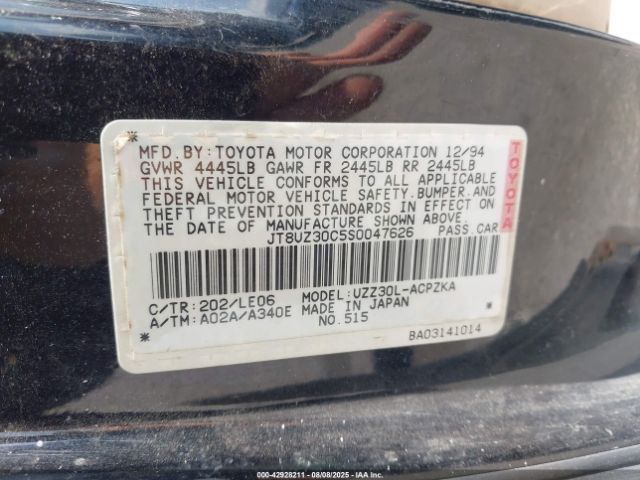 MFD. BY: TOYOTA MOTOR CORPORATION 12/94
GVWR 4445LB GAWR FR 2445LB RR 2445LB
THIS VEHICLE CONFORMS TO ALL APPLICABLE
FEDERAL MOTOR VEHICLE SAFETY, BUMPER, AND
THEFT PREVENTION STANDARDS IN EFFECT ON
THE DATE OF MANUFACTURE SHOWN ABOVE.
JT8UZ30C5S0047626 PASS. CAR
TOYOTA
C/TR: 202/LE06 MODEL: UZZ30L-ACPZKA
A/TM: A02A/A340E MADE IN JAPAN
* NO. 515 *
BA03141014
000-42928211 - 08/08/2025 - IAAI